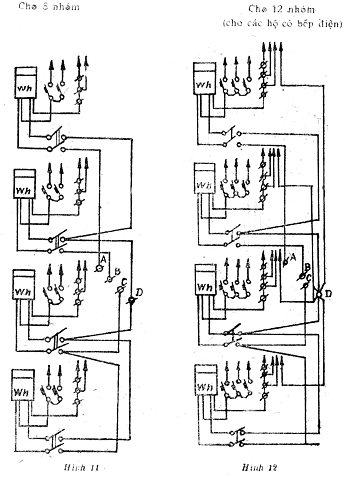 Cho 8 nhóm
Cho 12 nhóm
(cho các hộ có bếp điện)
Wh
Wh
Wh
Wh
A
B
C
D
Wh
Wh
Wh
Wh
A
B
C
D
Hình 11
Hình 12